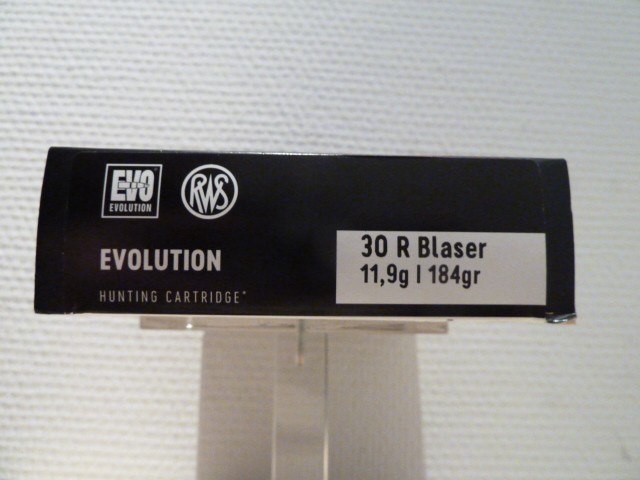 EVO
EVOLUTION
RWS
EVOLUTION
HUNTING CARTRIDGE*
30 R Blaser
11,9g | 184gr